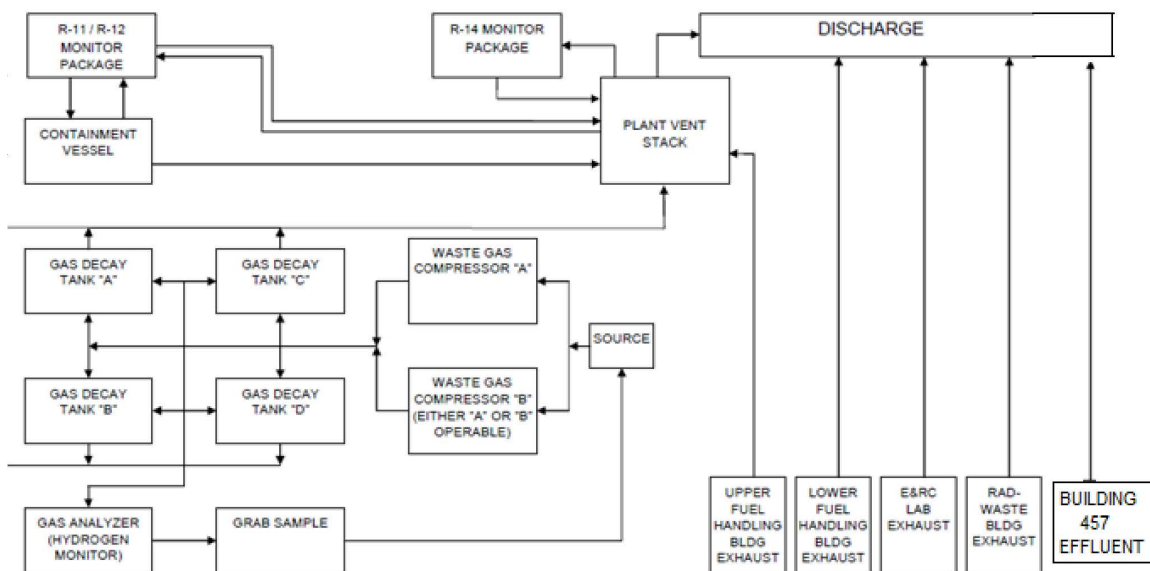 R-11 / R-12
MONITOR
PACKAGE
R-14 MONITOR
PACKAGE
DISCHARGE
CONTAINMENT
VESSEL
PLANT VENT
STACK
GAS DECAY
TANK "A"
GAS DECAY
TANK "C"
WASTE GAS
COMPRESSOR "A"
SOURCE
GAS DECAY
TANK "B"
GAS DECAY
TANK "D"
WASTE GAS
COMPRESSOR "B"
(EITHER "A" OR "B"
OPERABLE)
GAS ANALYZER
(HYDROGEN
MONITOR)
GRAB SAMPLE
UPPER
FUEL
HANDLING
BLDG
EXHAUST
LOWER
FUEL
HANDLING
BLDG
EXHAUST
E&RC
LAB
EXHAUST
RAD-
WASTE
BLDG
EXHAUST
BUILDING
457
EFFLUENT